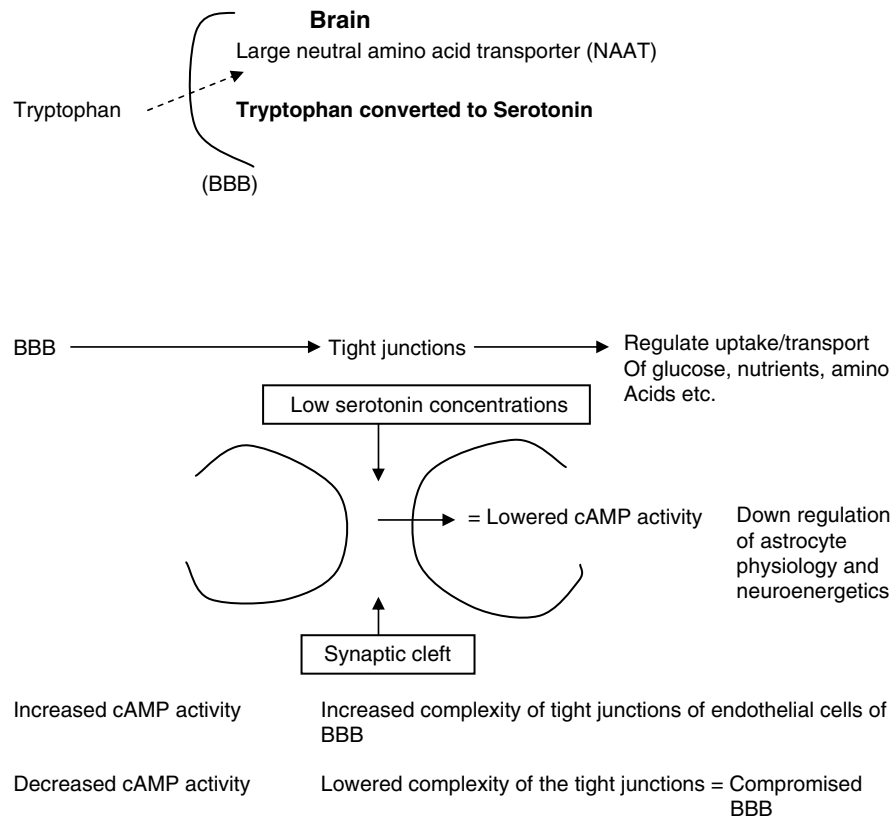 Brain
Large neutral amino acid transporter (NAAT)
Tryptophan
Tryptophan converted to Serotonin
(BBB)
BBB
Tight junctions
Regulate uptake/transport
Of glucose, nutrients, amino
Acids etc.
Low serotonin concentrations
= Lowered cAMP activity
Down regulation
of astrocyte
physiology and
neuroenergetics
Synaptic cleft
Increased cAMP activity
Increased complexity of tight junctions of endothelial cells of
BBB
Decreased cAMP activity
Lowered complexity of the tight junctions = Compromised
BBB